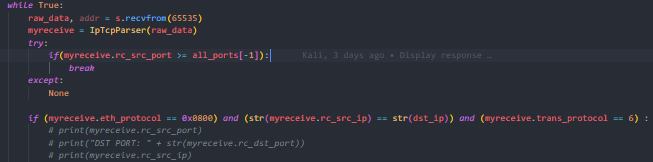 while True:
raw_data, addr = s.recvfrom(65535)
myreceive = IpTcpParser(raw_data)
try:
if(myreceive.rc_src_port >= all_ports[-1]): Kali, 3 days ago • Display response …
break
except:
None
if (myreceive.eth_protocol == 0x0800) and (str(myreceive.rc_src_ip) == str(dst_ip)) and (myreceive.trans_protocol == 6) :
# print(myreceive.rc_src_port)
# print("DST PORT: " + str(myreceive.rc_dst_port))
# print(myreceive.rc_src_ip)